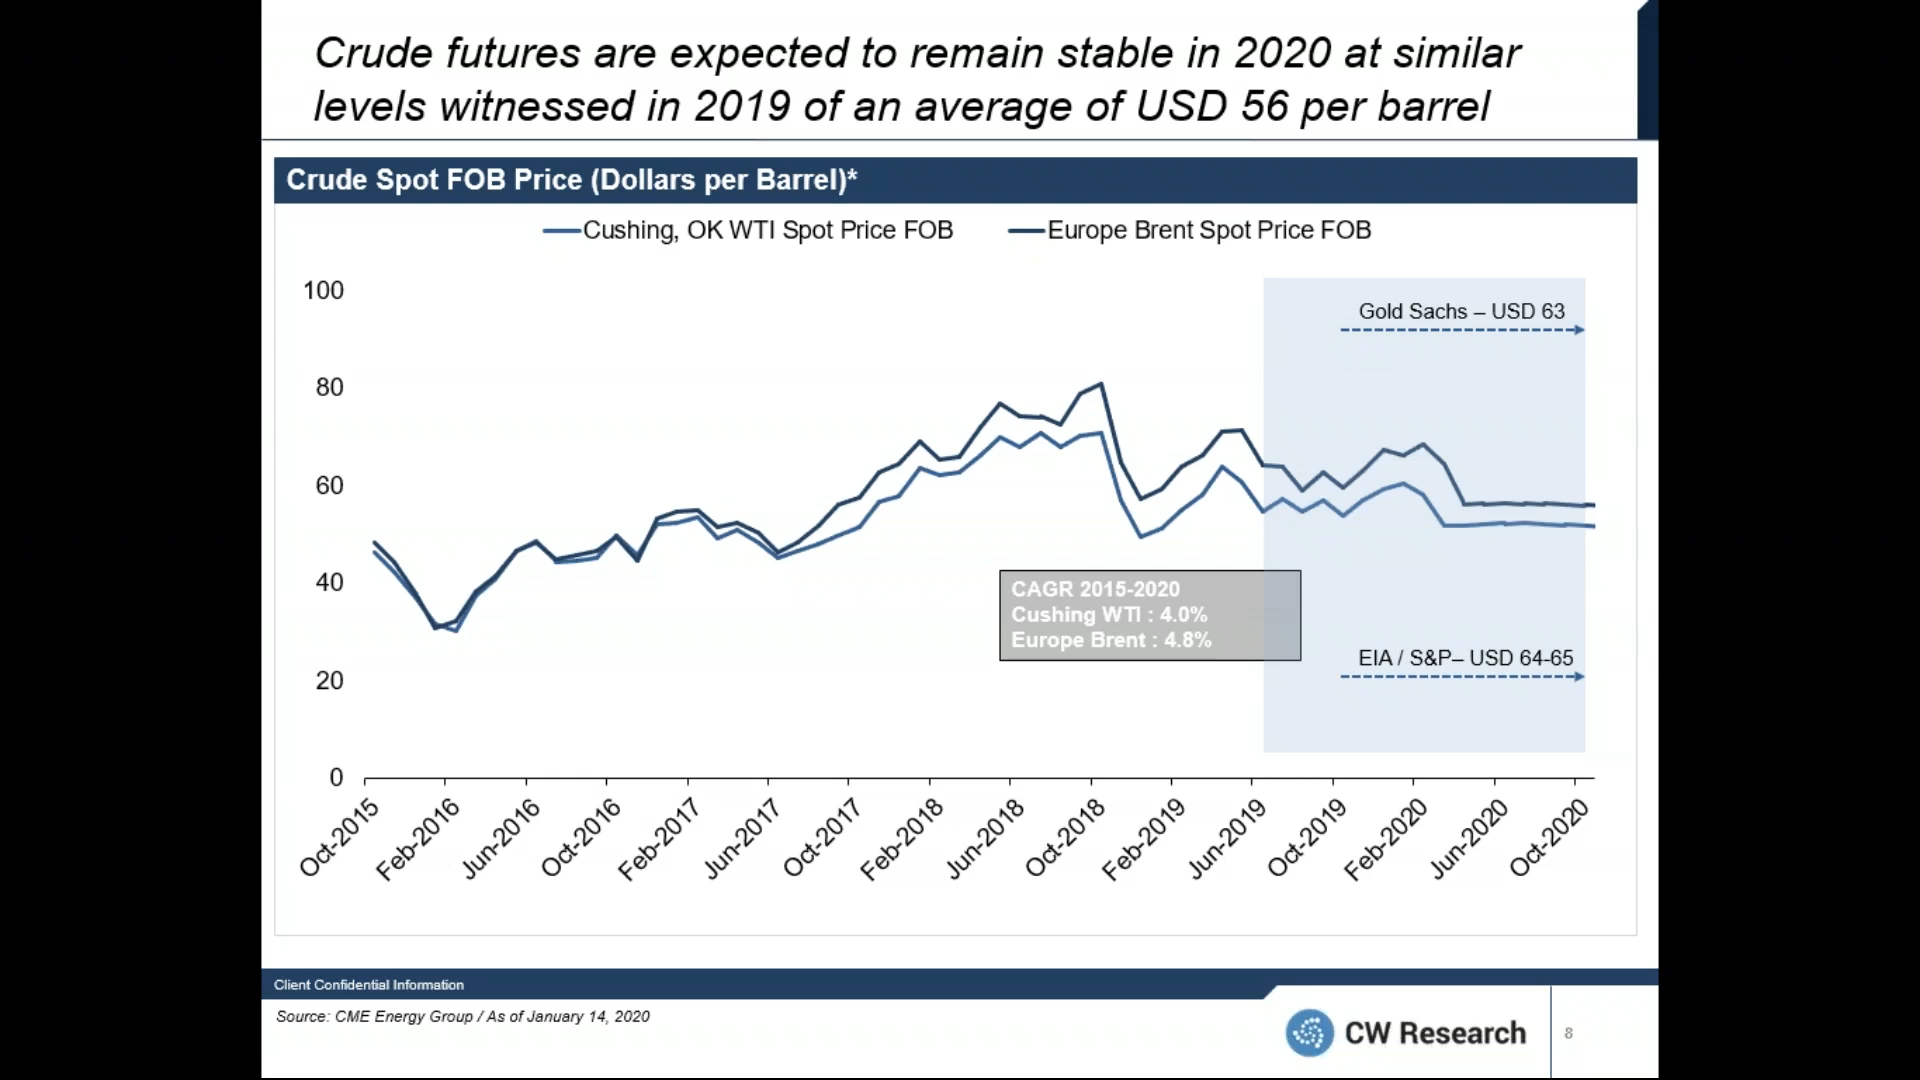 Crude futures are expected to remain stable in 2020 at similar
levels witnessed in 2019 of an average of USD 56 per barrel
Crude Spot FOB Price (Dollars per Barrel)*
Cushing, OK WTI Spot Price FOB
Europe Brent Spot Price FOB
100
80
60
40
20
0
Gold Sachs – USD 63
CAGR 2015-2020
Cushing WTI : 4.0%
Europe Brent : 4.8%
EIA / S&P– USD 64-65
Oct-2015
Feb-2016
Jun-2016
Oct-2016
Feb-2017
Jun-2017
Oct-2017
Feb-2018
Jun-2018
Oct-2018
Feb-2019
Jun-2019
Oct-2019
Feb-2020
Jun-2020
Oct-2020
Client Confidential Information
Source: CME Energy Group / As of January 14, 2020
CW Research
8